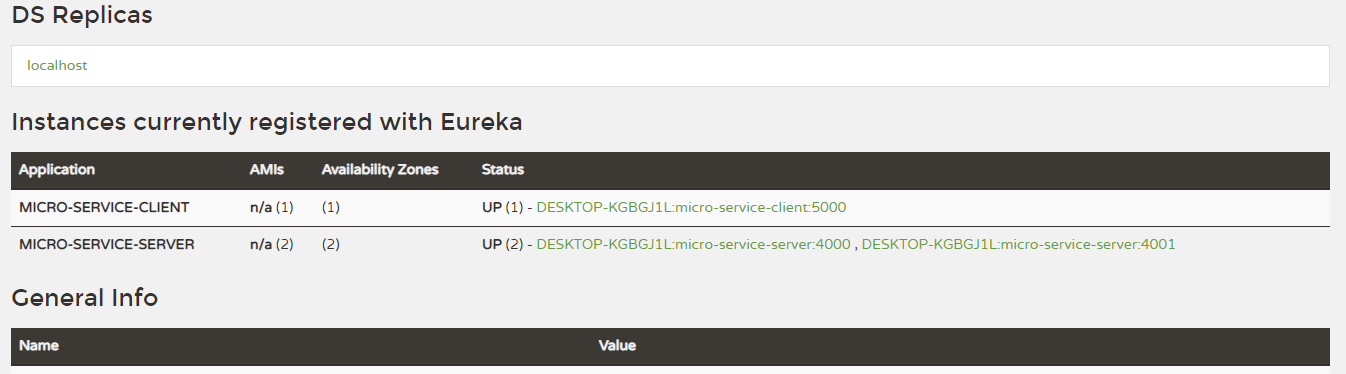 DS Replicas
localhost
Instances currently registered with Eureka
Application AMIs Availability Zones Status
MICRO-SERVICE-CLIENT n/a (1) (1) UP (1) - DESKTOP-KGBGJ1L:micro-service-client:5000
MICRO-SERVICE-SERVER n/a (2) (2) UP (2) - DESKTOP-KGBGJ1L:micro-service-server:4000 , DESKTOP-KGBGJ1L:micro-service-server:4001
General Info
Name Value